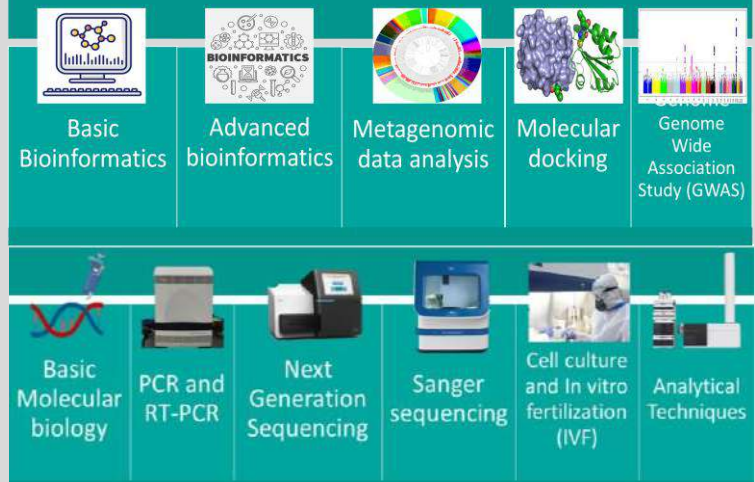 BIOINFORMATICS
Basic
Bioinformatics
Advanced
bioinformatics
Metagenomic
data analysis
Molecular
docking
Genome
Genome
Wide
Association
Study (GWAS)
Basic
Molecular
biology
PCR and
RT-PCR
Next
Generation
Sequencing
Sanger
sequencing
Cell culture
and In vitro
fertilization
(IVF)
Analytical
Techniques